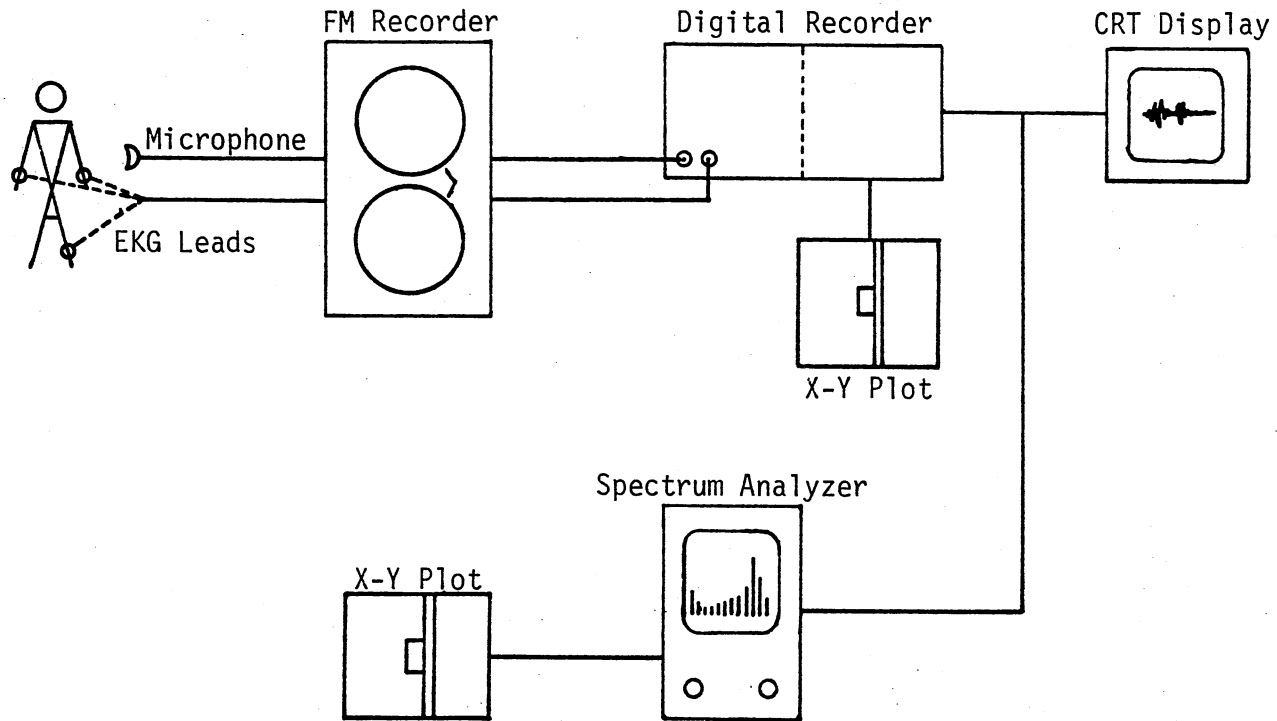 FM Recorder
Digital Recorder
CRT Display
Microphone
EKG Leads
X-Y Plot
Spectrum Analyzer
X-Y Plot